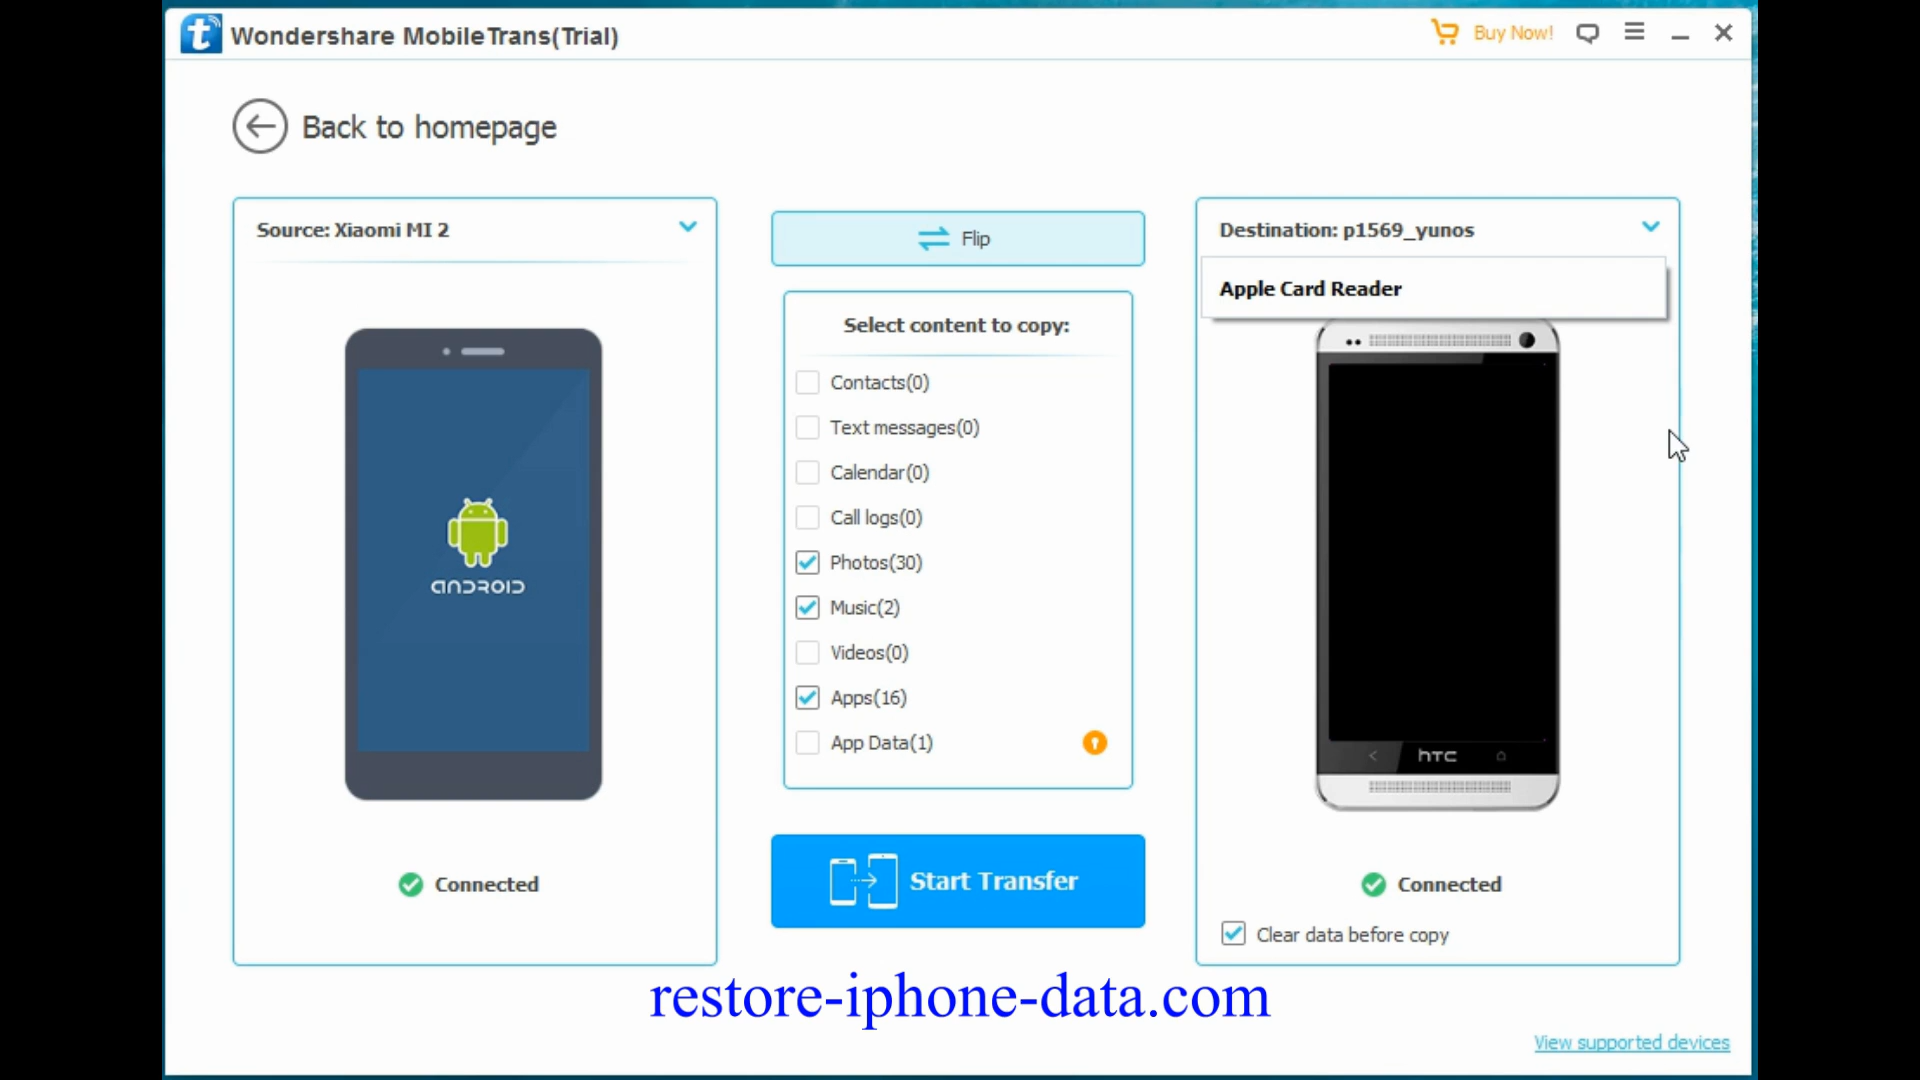 Wondershare MobileTrans(Trial)
Buy Now!
Back to homepage
Source: Xiaomi MI 2
Flip
Destination: p1569_yunos
Apple Card Reader
Select content to copy:
Contacts(0)
Text messages(0)
Calendar(0)
Call logs(0)
Photos(30)
Music(2)
Videos(0)
Apps(16)
App Data(1)
ANDROID
hTC
Connected
Start Transfer
Connected
Clear data before copy
restore-iphone-data.com
View supported devices